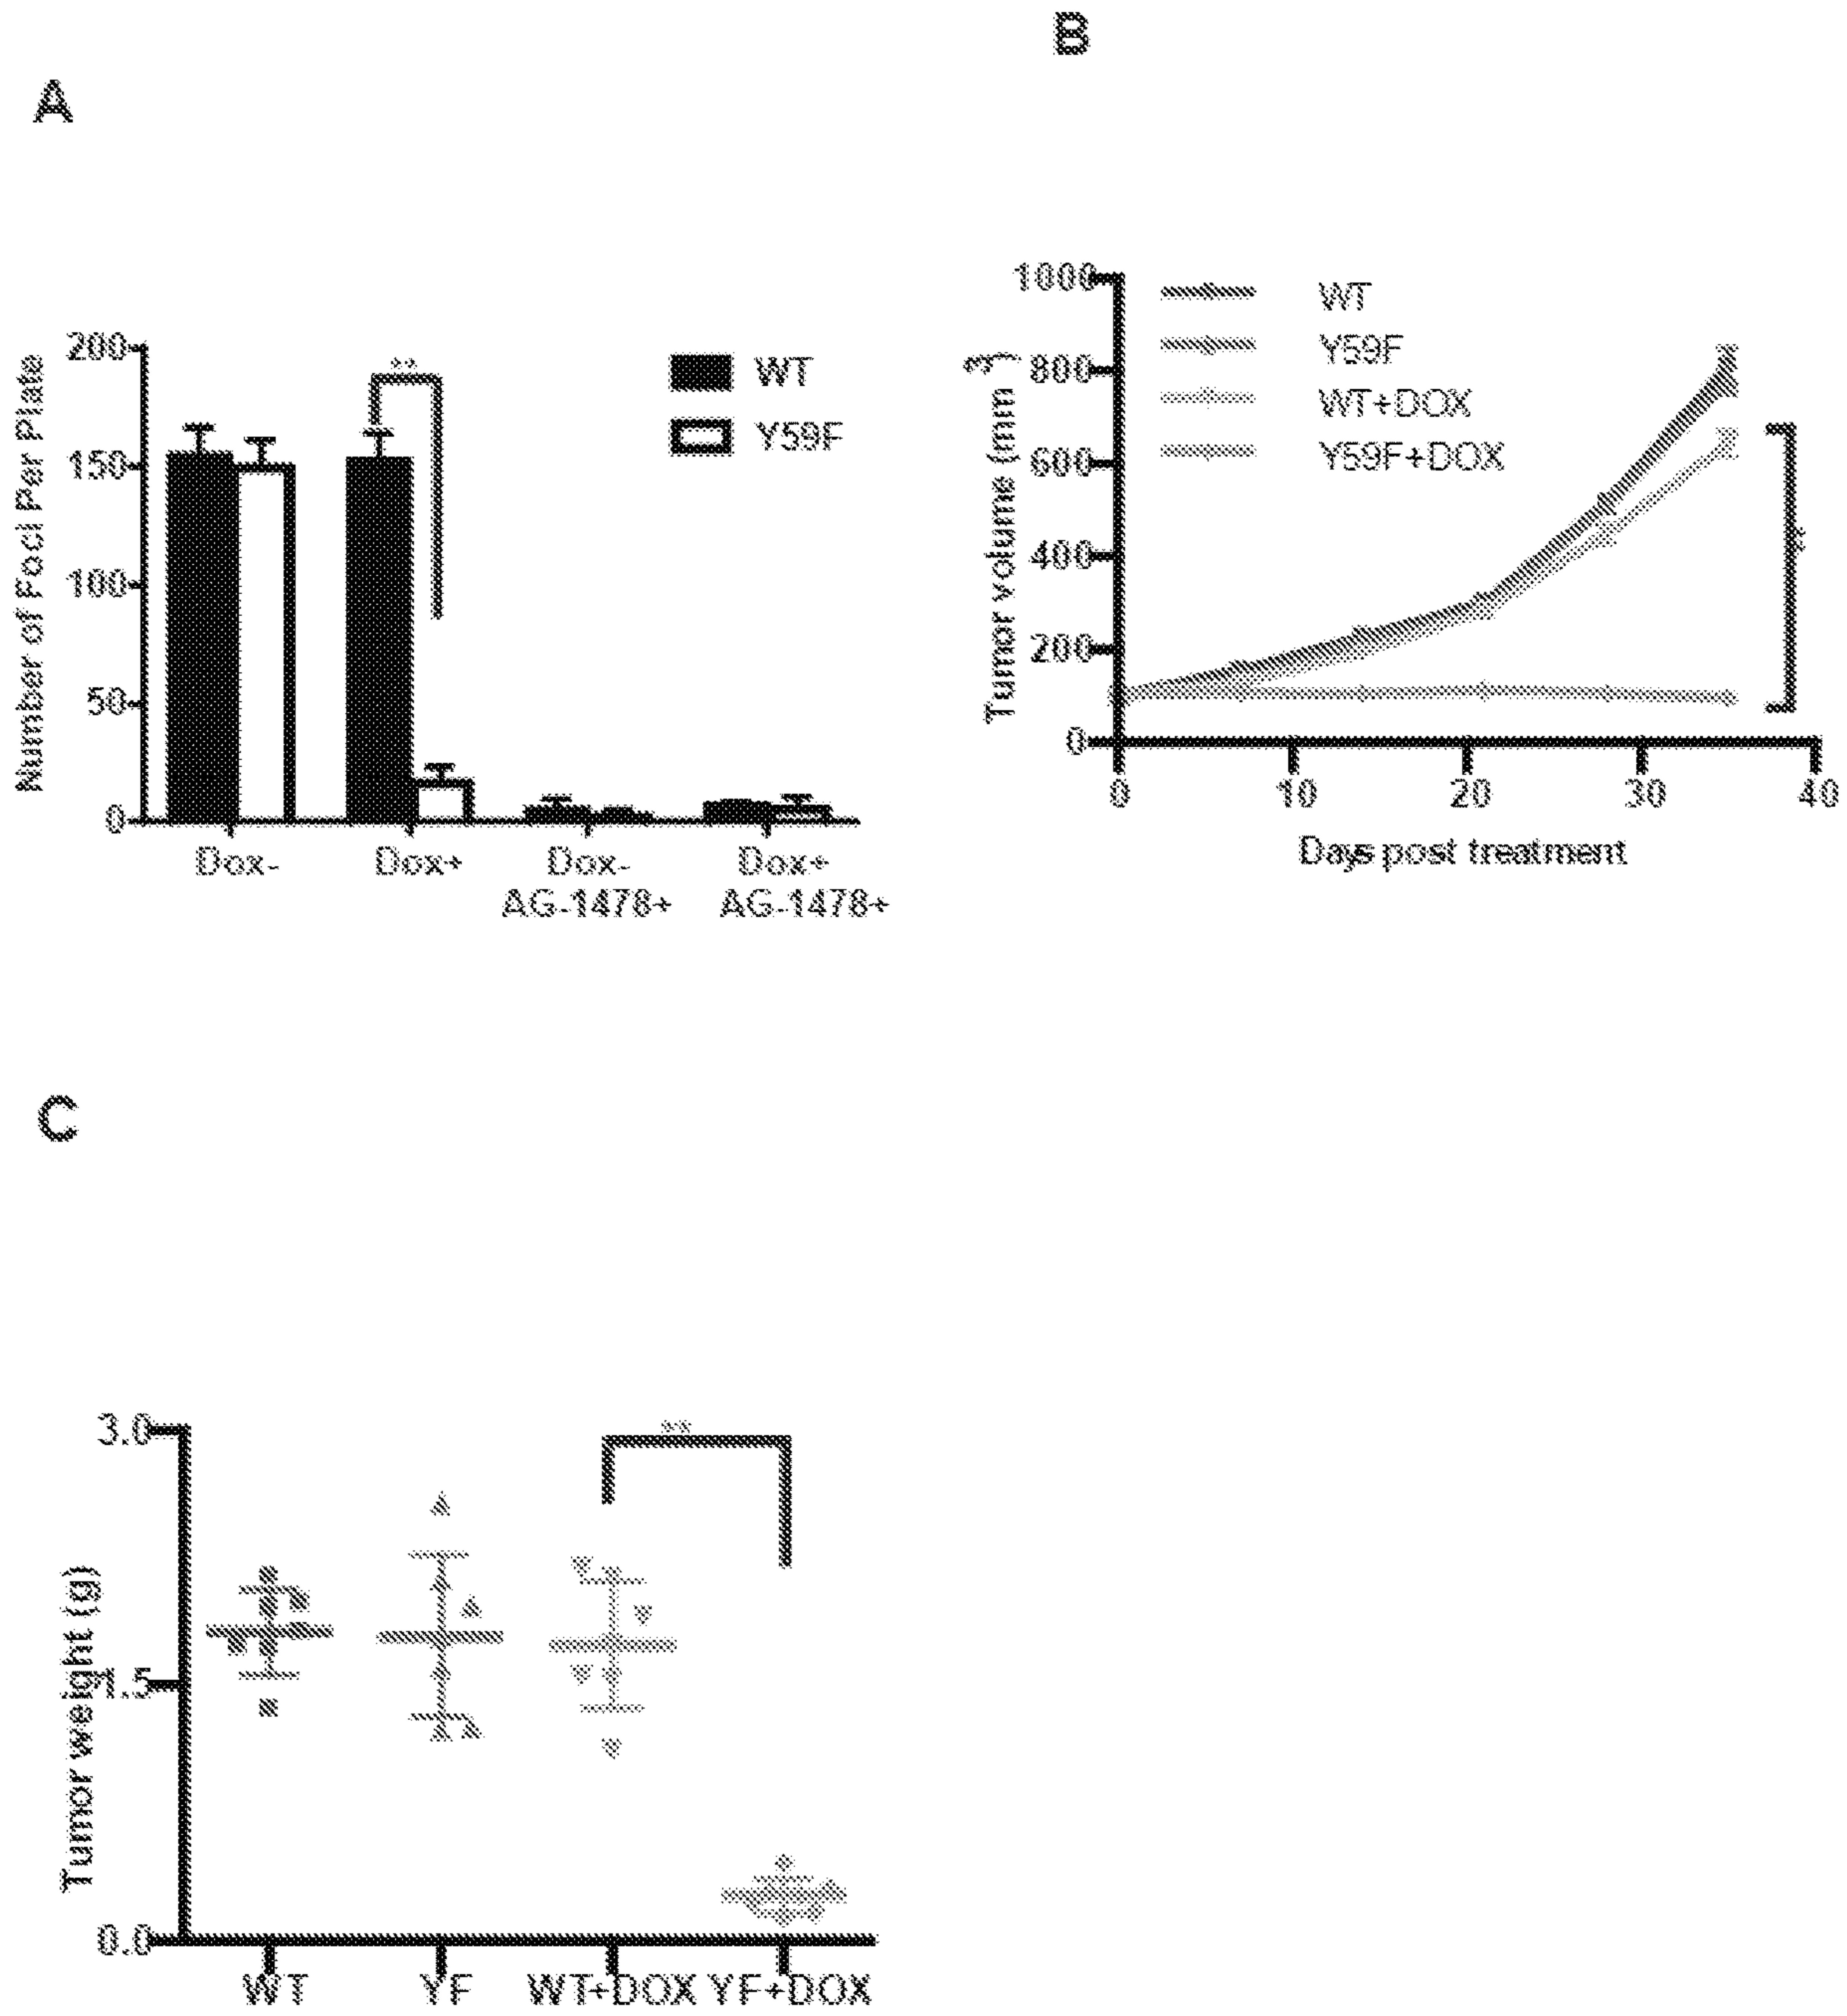 A
Number of Foci Per Plate
200
150
100
50
0
**
WT
Y59F
Dox-
Dox+
Dox-
AG-1478+
Dox+
AG-1478+
B
Tumor volume (mm3)
1000
800
600
400
200
0
WT
Y59F
WT+DOX
Y59F+DOX
0 10 20 30 40
Days post treatment
C
Tumor weight (g)
3.0
1.5
0.0
**
WT YF WT+DOX YF+DOX